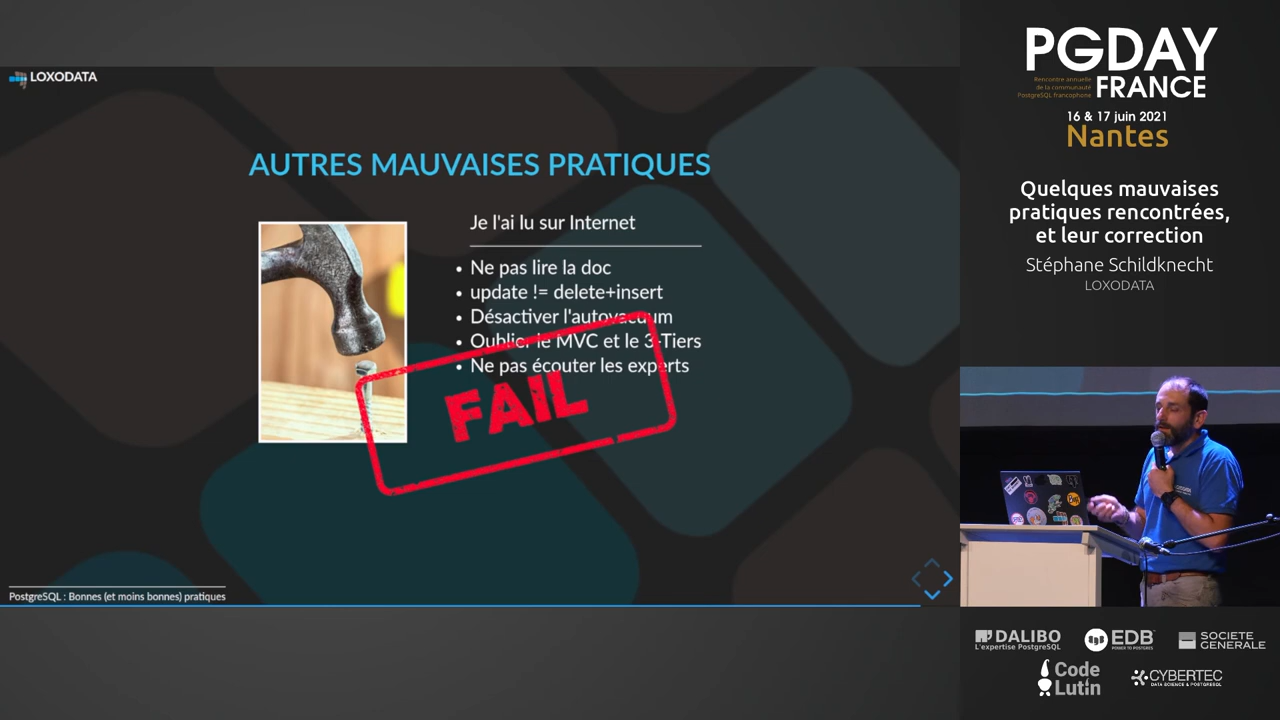 LOXODATA
AUTRES MAUVAISES PRATIQUES
Je l'ai lu sur Internet
• Ne pas lire la doc
• update != delete+insert
• Désactiver l'autovacuum
• Oublier le MVC et le 3-Tiers
• Ne pas écouter les experts
FAIL
PostgreSQL : Bonnes (et moins bonnes) pratiques
PGDAY
Rencontre annuelle
de la communauté
PostgreSQL francophone
FRANCE
16 & 17 juin 2021
Nantes
Quelques mauvaises
pratiques rencontrées,
et leur correction
Stéphane Schildknecht
LOXODATA
DALIBO
L'expertise PostgreSQL
EDB
POWER TO POSTGRES
SOCIETE
GENERALE
Code
Lutin
CYBERTEC
DATA SCIENCE & POSTGRESQL